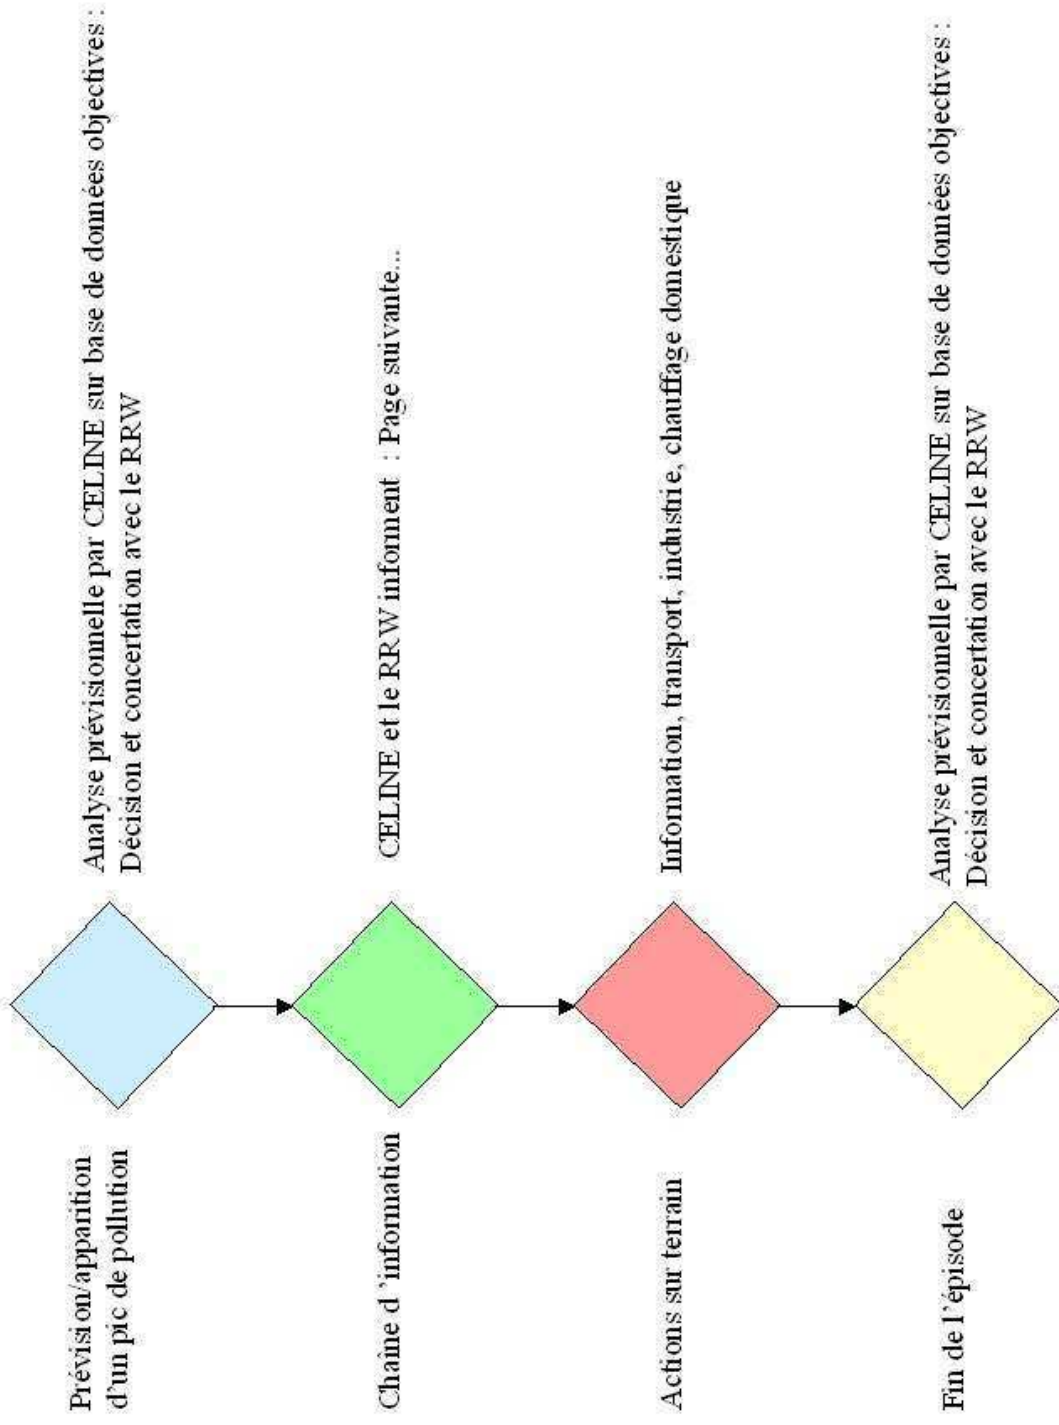 Prévision/apparition
d'un pic de pollution
Analyse prévisionnelle par CELINE sur base de données objectives :
Décision et concertation avec le RRW
Chaîne d 'information
CELINE et le RRW informent : Page suivante...
Actions sur terrain
Information, transport, industrie, chauffage domestique
Fin de l'épisode
Analyse prévisionnelle par CELINE sur base de données objectives :
Décision et concertation avec le RRW